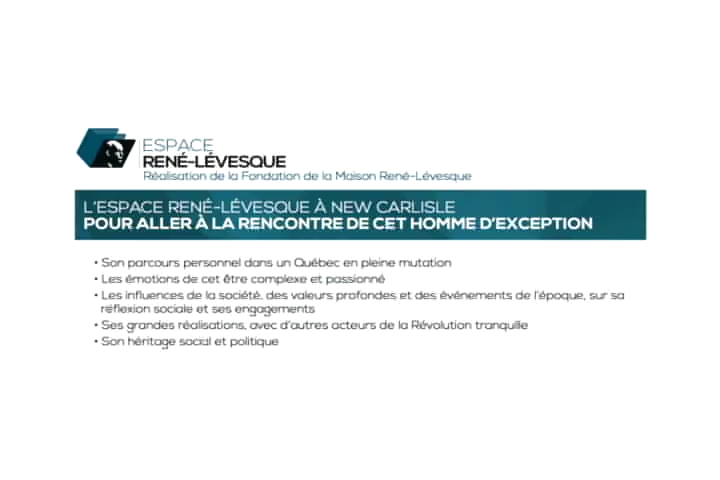 ESPACE
RENÉ-LÉVESQUE
Réalisation de la Fondation de la Maison René-Lévesque
L'ESPACE RENÉ-LÉVESQUE À NEW CARLISLE
POUR ALLER À LA RENCONTRE DE CET HOMME D'EXCEPTION
• Son parcours personnel dans un Québec en pleine mutation
• Les émotions de cet être complexe et passionné
• Les influences de la société, des valeurs profondes et des événements de l'époque, sur sa
réflexion sociale et ses engagements
• Ses grandes réalisations, avec d'autres acteurs de la Révolution tranquille
• Son héritage social et politique